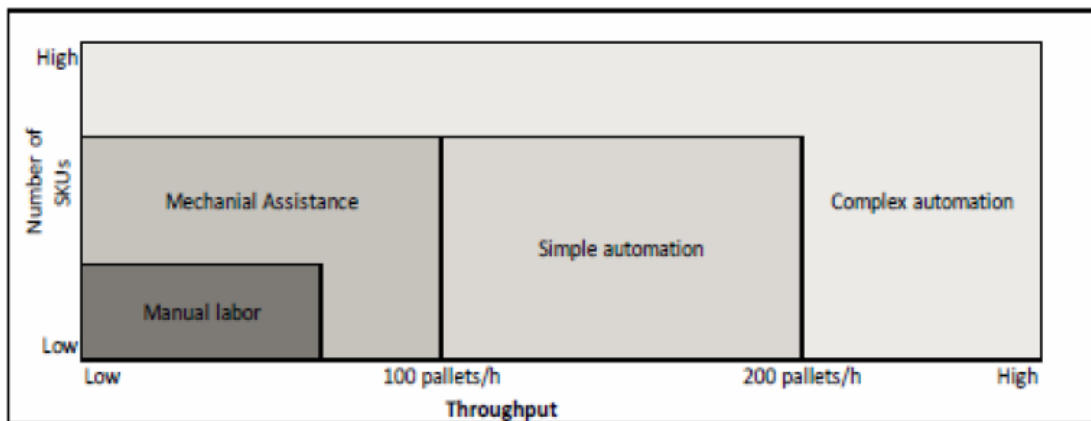 High
Number of
SKUs
Mechanial Assistance
Complex automation
Simple automation
Manual labor
Low
Low
100 pallets/h
200 pallets/h
High
Throughput